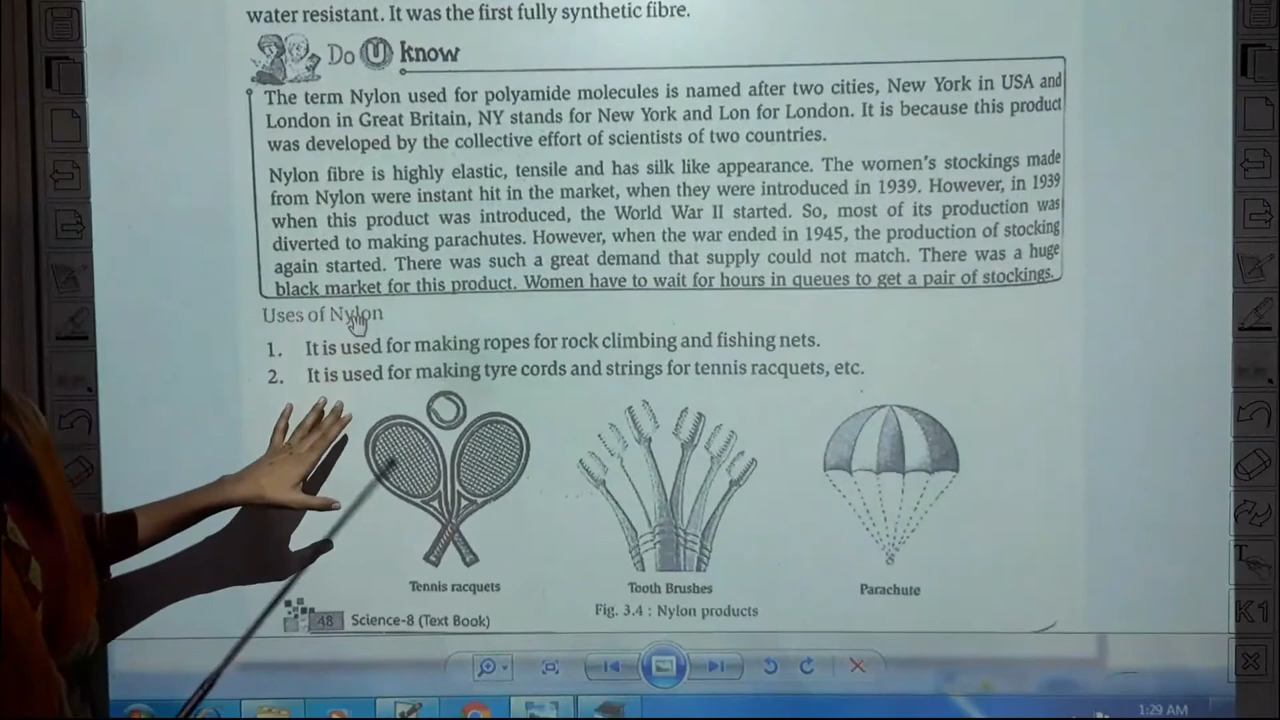 water resistant. It was the first fully synthetic fibre.
Do U know
The term Nylon used for polyamide molecules is named after two cities, New York in USA and
London in Great Britain, NY stands for New York and Lon for London. It is because this product
was developed by the collective effort of scientists of two countries.
Nylon fibre is highly elastic, tensile and has silk like appearance. The women's stockings made
from Nylon were instant hit in the market, when they were introduced in 1939. However, in 1939
when this product was introduced, the World War II started. So, most of its production was
diverted to making parachutes. However, when the war ended in 1945, the production of stocking
again started. There was such a great demand that supply could not match. There was a huge
black market for this product. Women have to wait for hours in queues to get a pair of stockings.
Uses of Nylon
1. It is used for making ropes for rock climbing and fishing nets.
2. It is used for making tyre cords and strings for tennis racquets, etc.
Tennis racquets
Tooth Brushes
Parachute
Fig. 3.4 : Nylon products
48 Science-8 (Text Book)
K1
1:29 AM